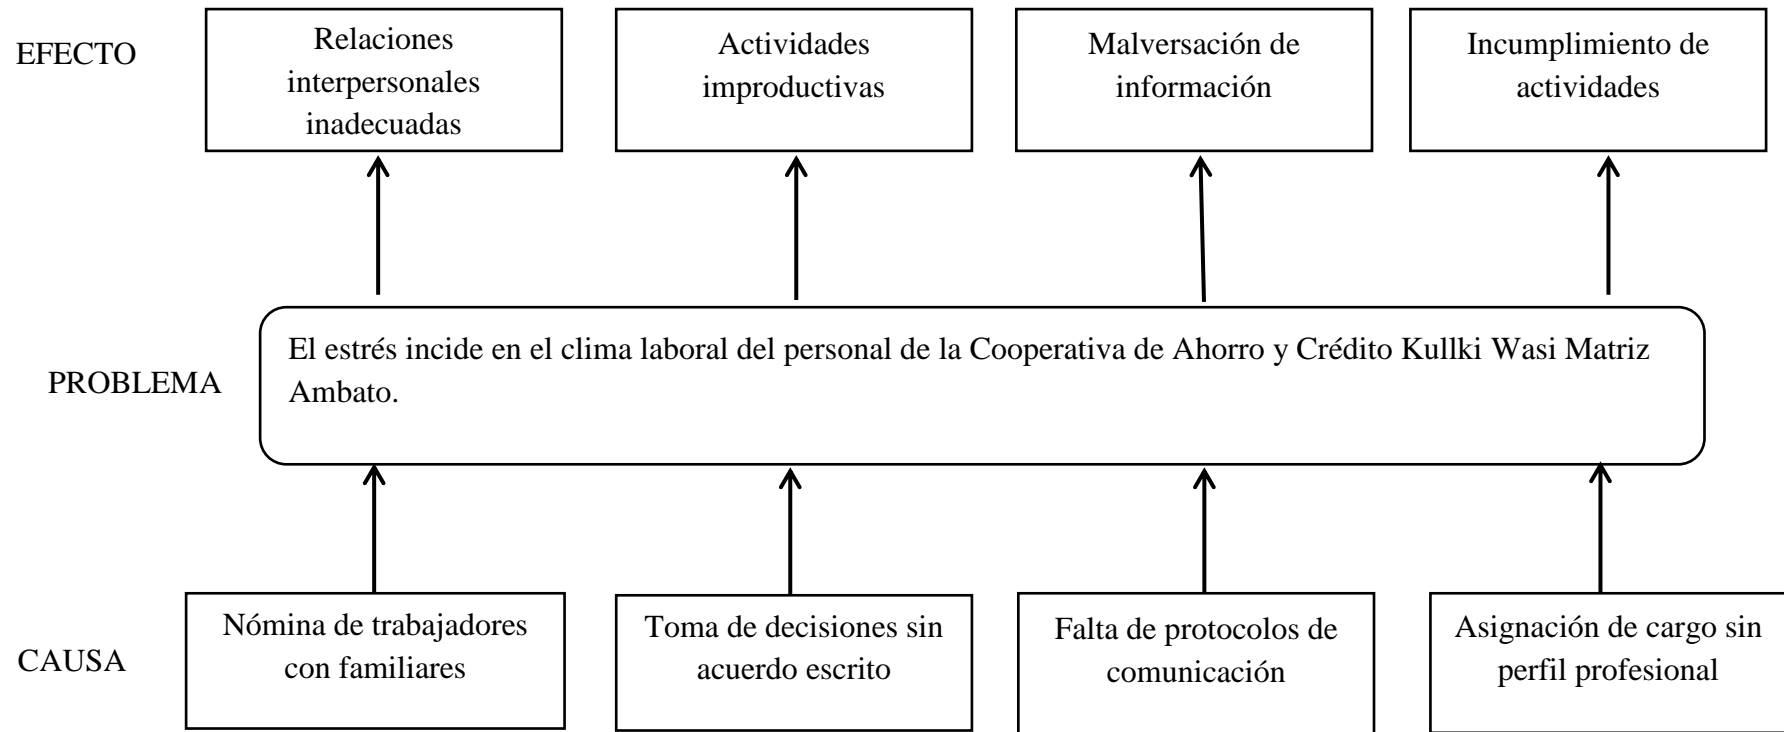 EFECTO
Relaciones
interpersonales
inadecuadas
Actividades
improductivas
Malversación de
información
Incumplimiento de
actividades
PROBLEMA
El estrés incide en el clima laboral del personal de la Cooperativa de Ahorro y Crédito Kullki Wasi Matriz
Ambato.
CAUSA
Nómina de trabajadores
con familiares
Toma de decisiones sin
acuerdo escrito
Falta de protocolos de
comunicación
Asignación de cargo sin
perfil profesional